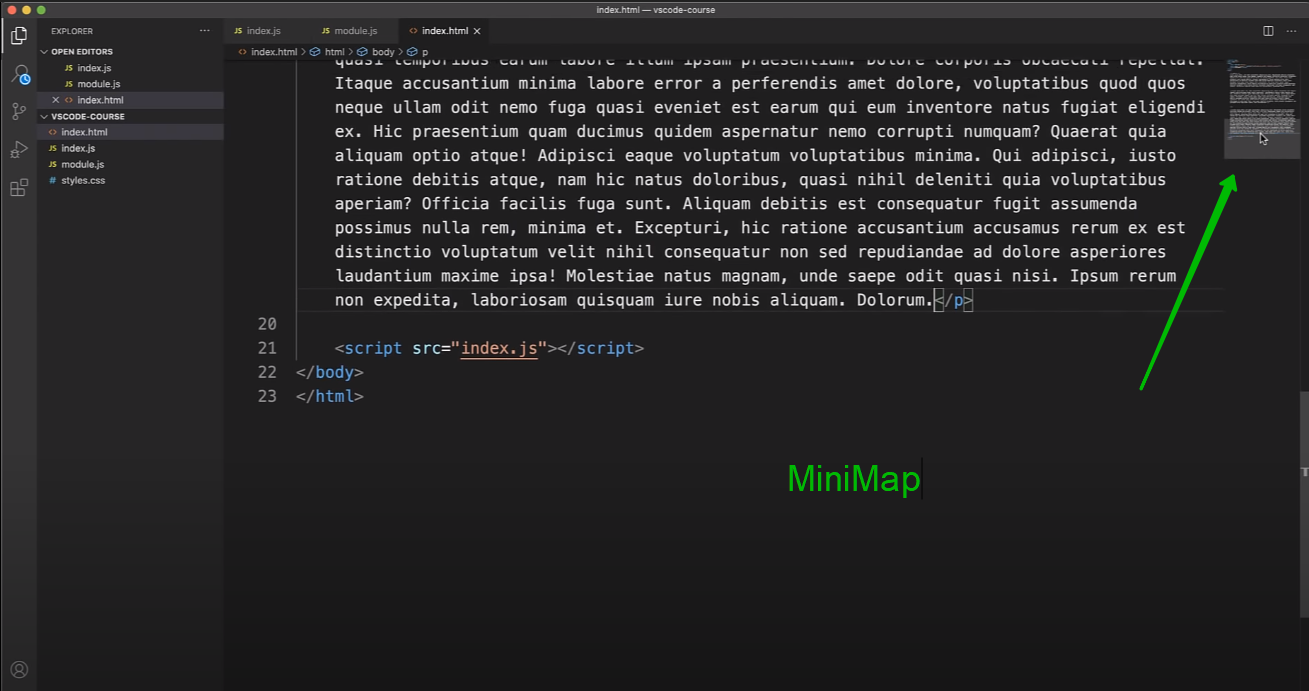 index.html — vscode-course
EXPLORER
OPEN EDITORS
index.js
module.js
index.html
VSCODE-COURSE
index.html
index.js
module.js
styles.css
index.js
module.js
index.html
index.html > html > body > p
quasi temporibus earum labore illum ipsam praesentium. Dolore corporis obcaecati repellat.
Itaque accusantium minima labore error a perferendis amet dolore, voluptatibus quod quos
neque ullam odit nemo fuga quasi eveniet est earum qui eum inventore natus fugiat eligendi
ex. Hic praesentium quam ducimus quidem aspernatur nemo corrupti numquam? Quaerat quia
aliquam optio atque! Adipisci eaque voluptatum voluptatibus minima. Qui adipisci, iusto
ratione debitis atque, nam hic natus doloribus, quasi nihil deleniti quia voluptatibus
aperiam? Officia facilis fuga sunt. Aliquam debitis est consequatur fugit assumenda
possimus nulla rem, minima et. Excepturi, hic ratione accusantium accusamus rerum ex est
distinctio voluptatum velit nihil consequatur non sed repudiandae ad dolore asperiores
laudantium maxime ipsa! Molestiae natus magnam, unde saepe odit quasi nisi. Ipsum rerum
non expedita, laboriosam quisquam iure nobis aliquam. Dolorum.</p>
20
21 <script src="index.js"></script>
22 </body>
23 </html>
MiniMap